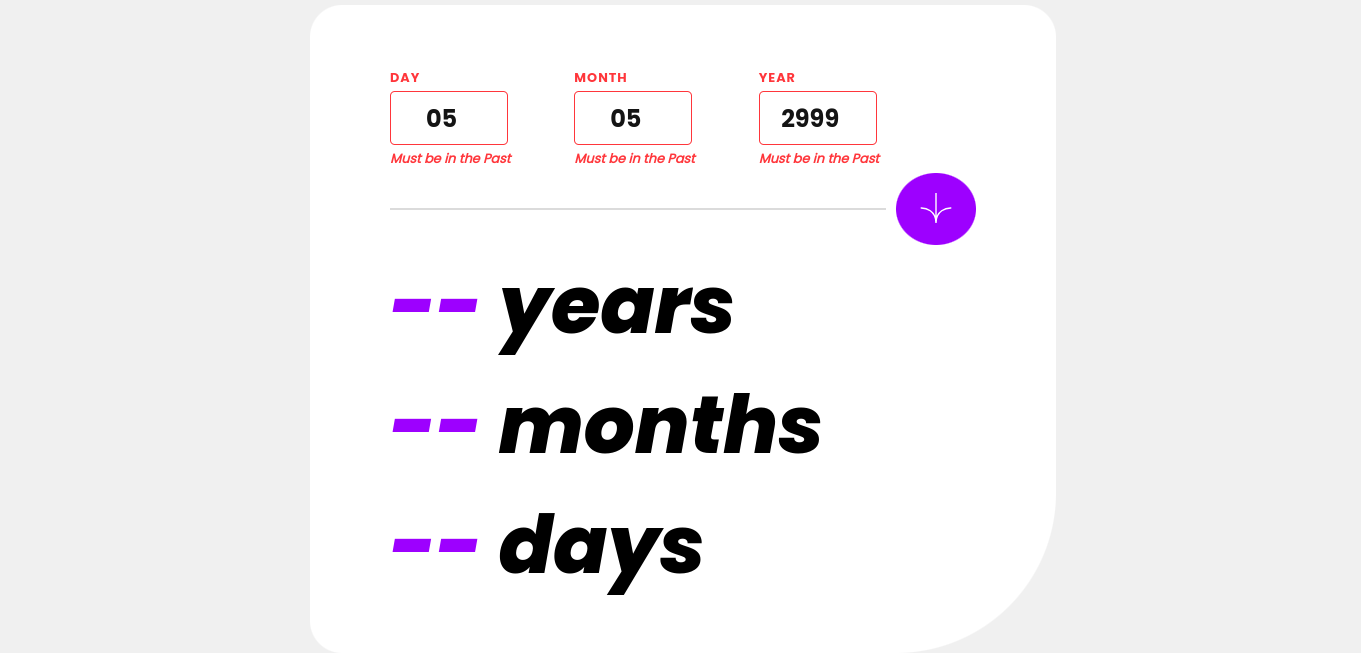 DAY MONTH YEAR
05 05 2999
Must be in the Past Must be in the Past Must be in the Past
-- years
-- months
-- days